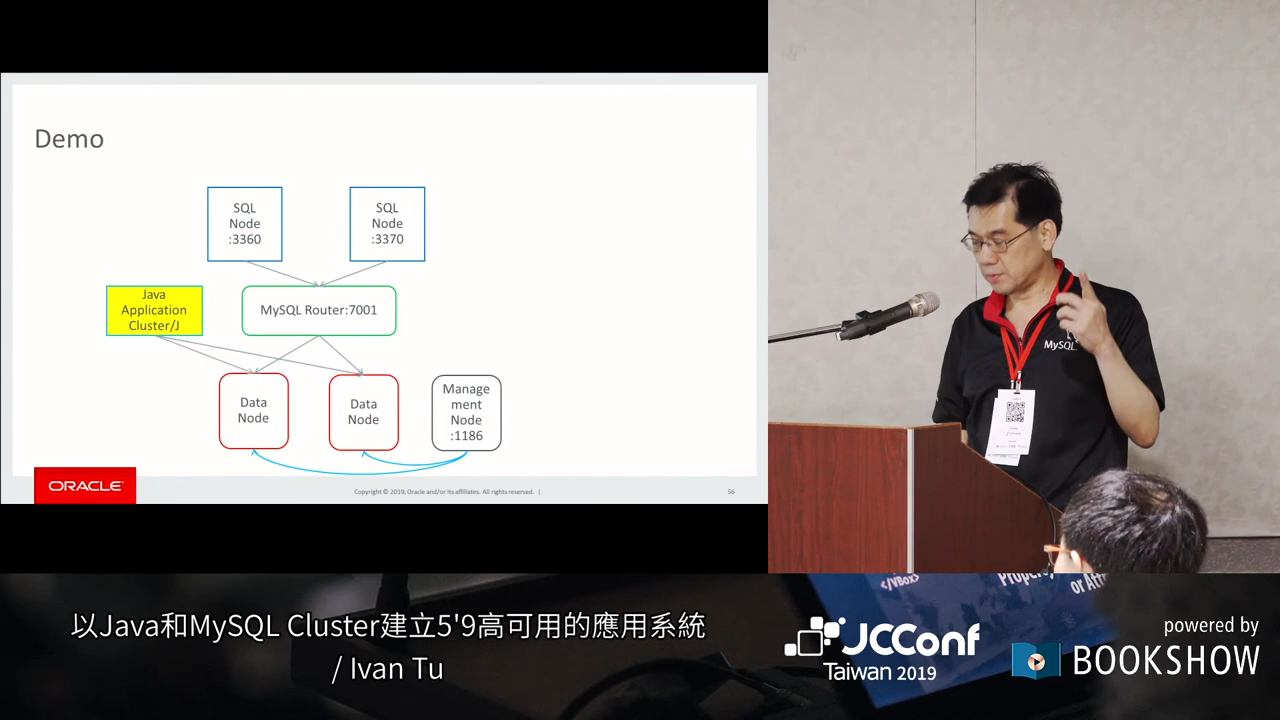 Demo
SQL
Node
:3360
SQL
Node
:3370
Java
Application
Cluster/J
MySQL Router:7001
Data
Node
Data
Node
Manage
ment
Node
:1186
ORACLE
Copyright © 2019, Oracle and/or its affiliates. All rights reserved. |
56
MySQL
</VBox>
以Java和MySQL Cluster建立5'9高可用的應用系統
/ Ivan Tu
JCConf
Taiwan 2019
powered by
BOOKSHOW